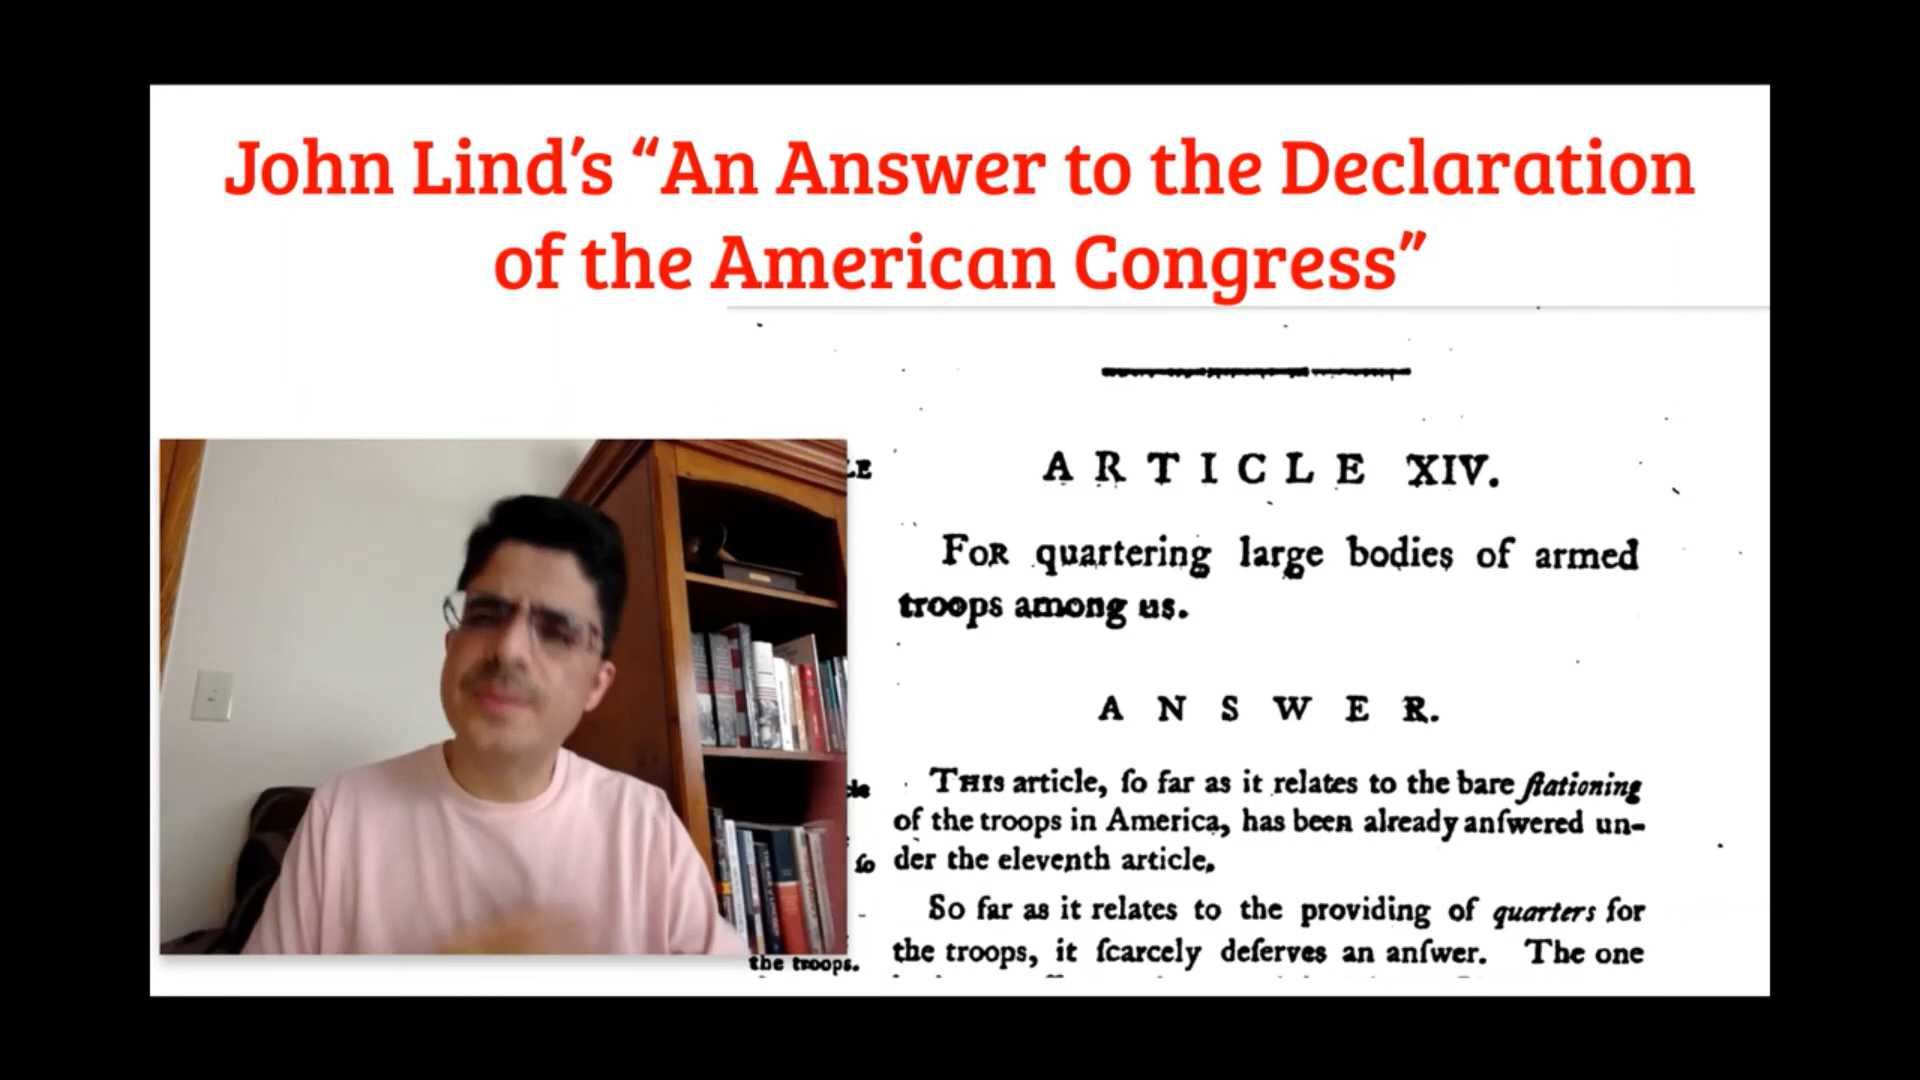 John Lind’s “An Answer to the Declaration
of the American Congress”
LE
ARTICLE XIV.
FOR quartering large bodies of armed
troops among us.
ANSWER.
THIS article, ſo far as it relates to the bare ſtationing
of the troops in America, has been already anſwered un-
der the eleventh article.
ſo
So far as it relates to the providing of quarters for
the troops, it ſcarcely deſerves an anſwer. The one
the troops.